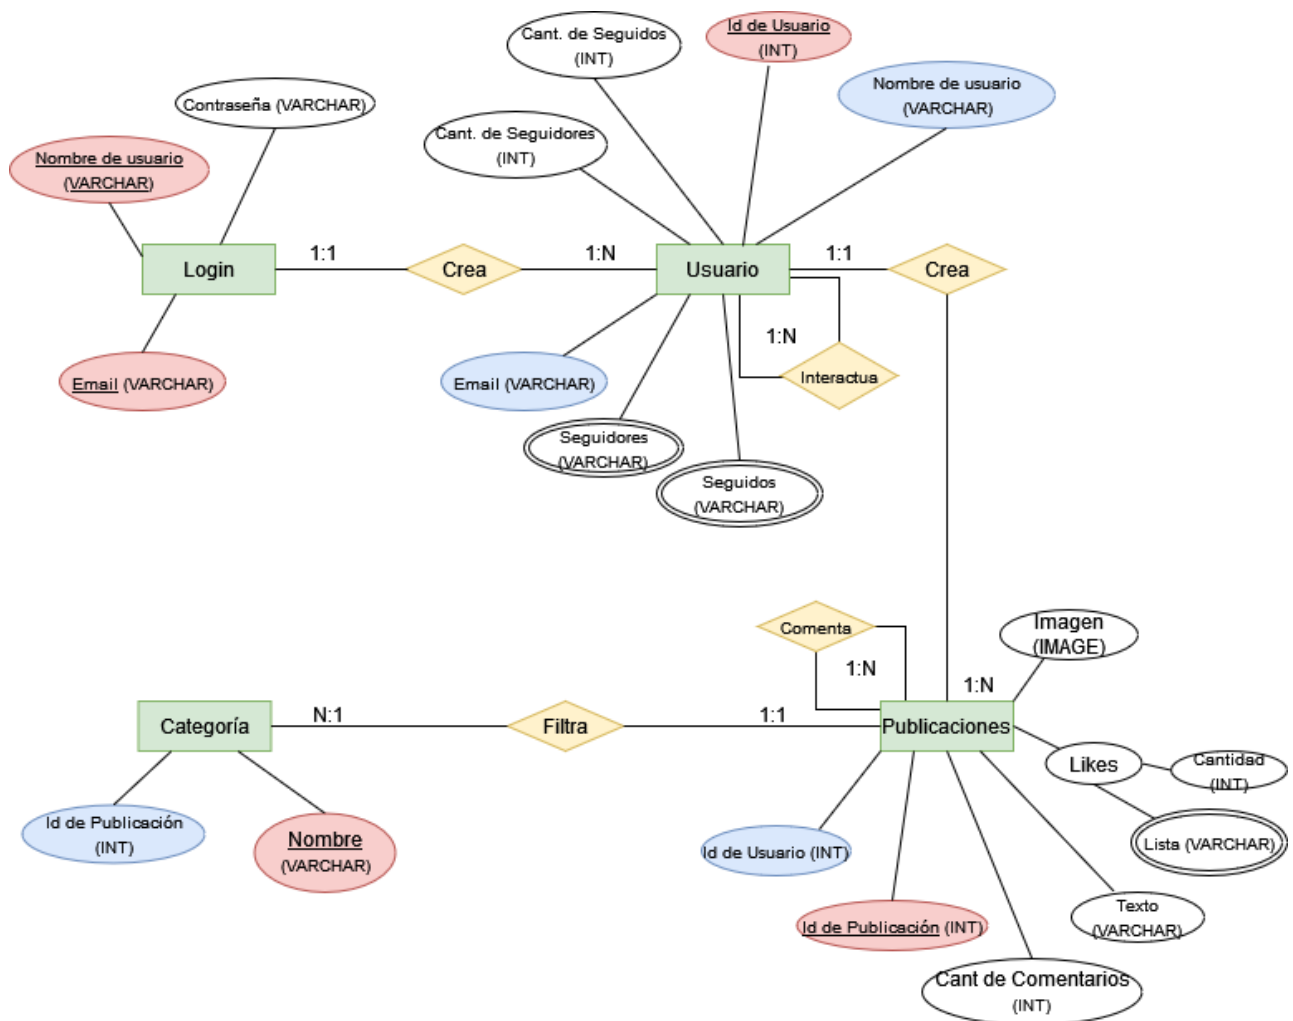 Cant. de Seguidos
(INT)
Id de Usuario
(INT)
Nombre de usuario
(VARCHAR)
Contraseña (VARCHAR)
Cant. de Seguidores
(INT)
Nombre de usuario
(VARCHAR)
Login
1:1
Crea
1:N
Usuario
1:1
Crea
1:N
Interactua
Email (VARCHAR)
Email (VARCHAR)
Seguidores
(VARCHAR)
Seguidos
(VARCHAR)
Comenta
1:N
Imagen
(IMAGE)
1:N
Categoría
N:1
Filtra
1:1
Publicaciones
Likes
Cantidad
(INT)
Id de Publicación
(INT)
Nombre
(VARCHAR)
Id de Usuario (INT)
Lista (VARCHAR)
Id de Publicación (INT)
Texto
(VARCHAR)
Cant de Comentarios
(INT)